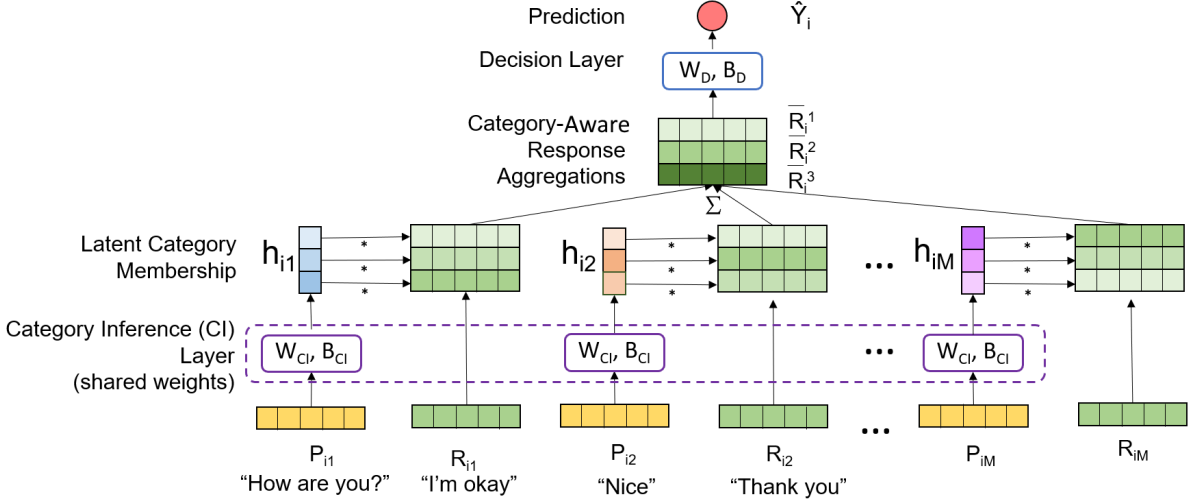 Prediction
Ŷi
Decision Layer
WD, BD
Category-Aware
Response
Aggregations
R̅i1
R̅i2
R̅i3
Σ
Latent Category
Membership
hi1
*
*
*
hi2
*
*
*
...
hiM
*
*
*
Category Inference (CI)
Layer
(shared weights)
WCI, BCI
WCI, BCI
...
WCI, BCI
...
Pi1
Ri1
Pi2
Ri2
PiM
RiM
“How are you?”
“I’m okay”
“Nice”
“Thank you”